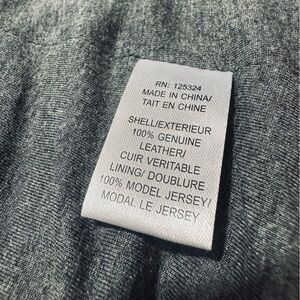 RN: 125324
MADE IN CHINA/
TAIT EN CHINE
SHELL/EXTERIEUR
100% GENUINE
LEATHER/
CUIR VERITABLE
LINING/ DOUBLURE
100% MODEL JERSEY/
MODAL LE JERSEY